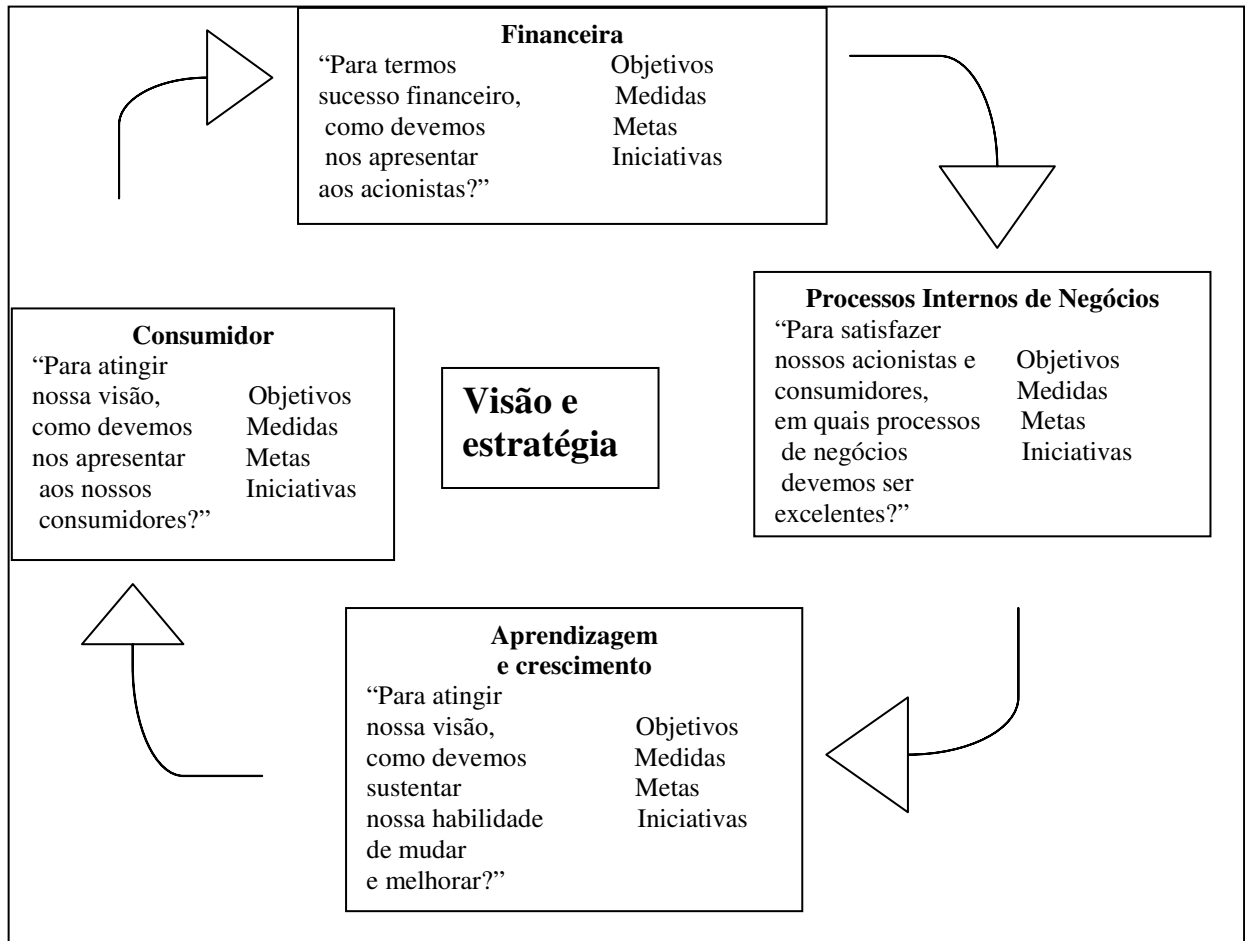 Financeira
“Para termos Objetivos
sucesso financeiro, Medidas
como devemos Metas
nos apresentar Iniciativas
aos acionistas?”
Consumidor
“Para atingir
nossa visão, Objetivos
como devemos Medidas
nos apresentar Metas
aos nossos Iniciativas
consumidores?”
Visão e
estratégia
Processos Internos de Negócios
“Para satisfazer
nossos acionistas e Objetivos
consumidores, Medidas
em quais processos Metas
de negócios Iniciativas
devemos ser
excelentes?”
Aprendizagem
e crescimento
“Para atingir
nossa visão, Objetivos
como devemos Medidas
sustentar Metas
nossa habilidade Iniciativas
de mudar
e melhorar?”